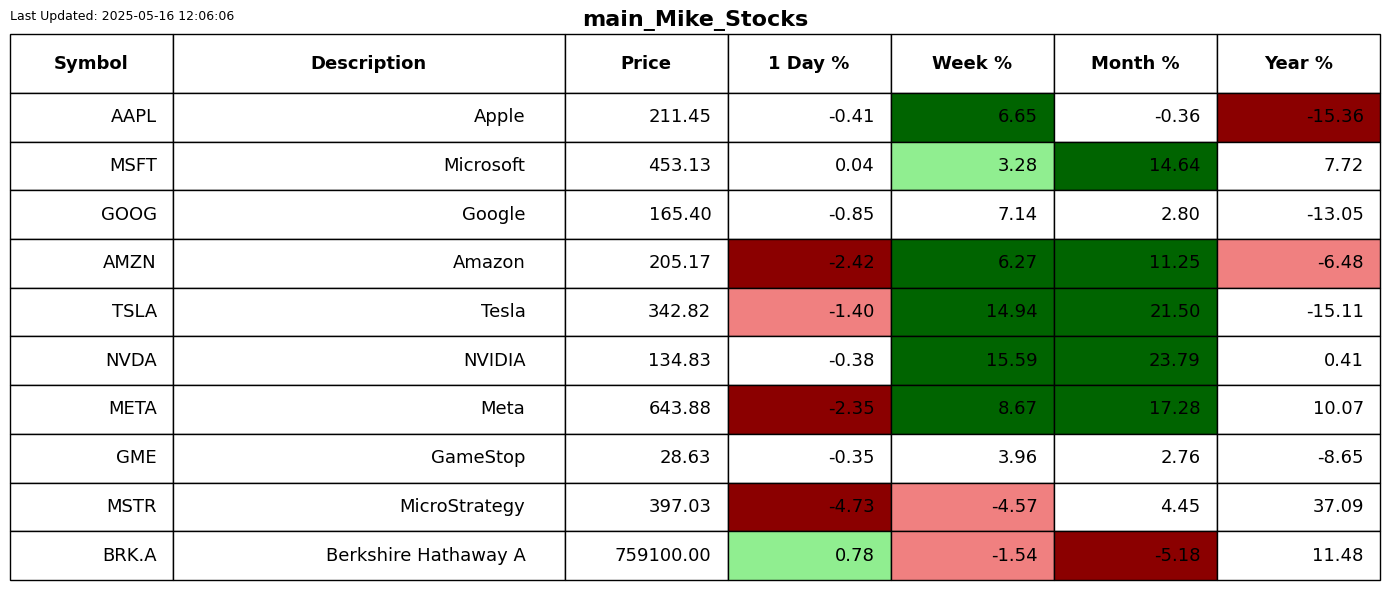 Last Updated: 2025-05-16 12:06:06
main_Mike_Stocks
Symbol Description Price 1 Day % Week % Month % Year %
AAPL Apple 211.45 -0.41 6.65 -0.36 -15.36
MSFT Microsoft 453.13 0.04 3.28 14.64 7.72
GOOG Google 165.40 -0.85 7.14 2.80 -13.05
AMZN Amazon 205.17 -2.42 6.27 11.25 -6.48
TSLA Tesla 342.82 -1.40 14.94 21.50 -15.11
NVDA NVIDIA 134.83 -0.38 15.59 23.79 0.41
META Meta 643.88 -2.35 8.67 17.28 10.07
GME GameStop 28.63 -0.35 3.96 2.76 -8.65
MSTR MicroStrategy 397.03 -4.73 -4.57 4.45 37.09
BRK.A Berkshire Hathaway A 759100.00 0.78 -1.54 -5.18 11.48